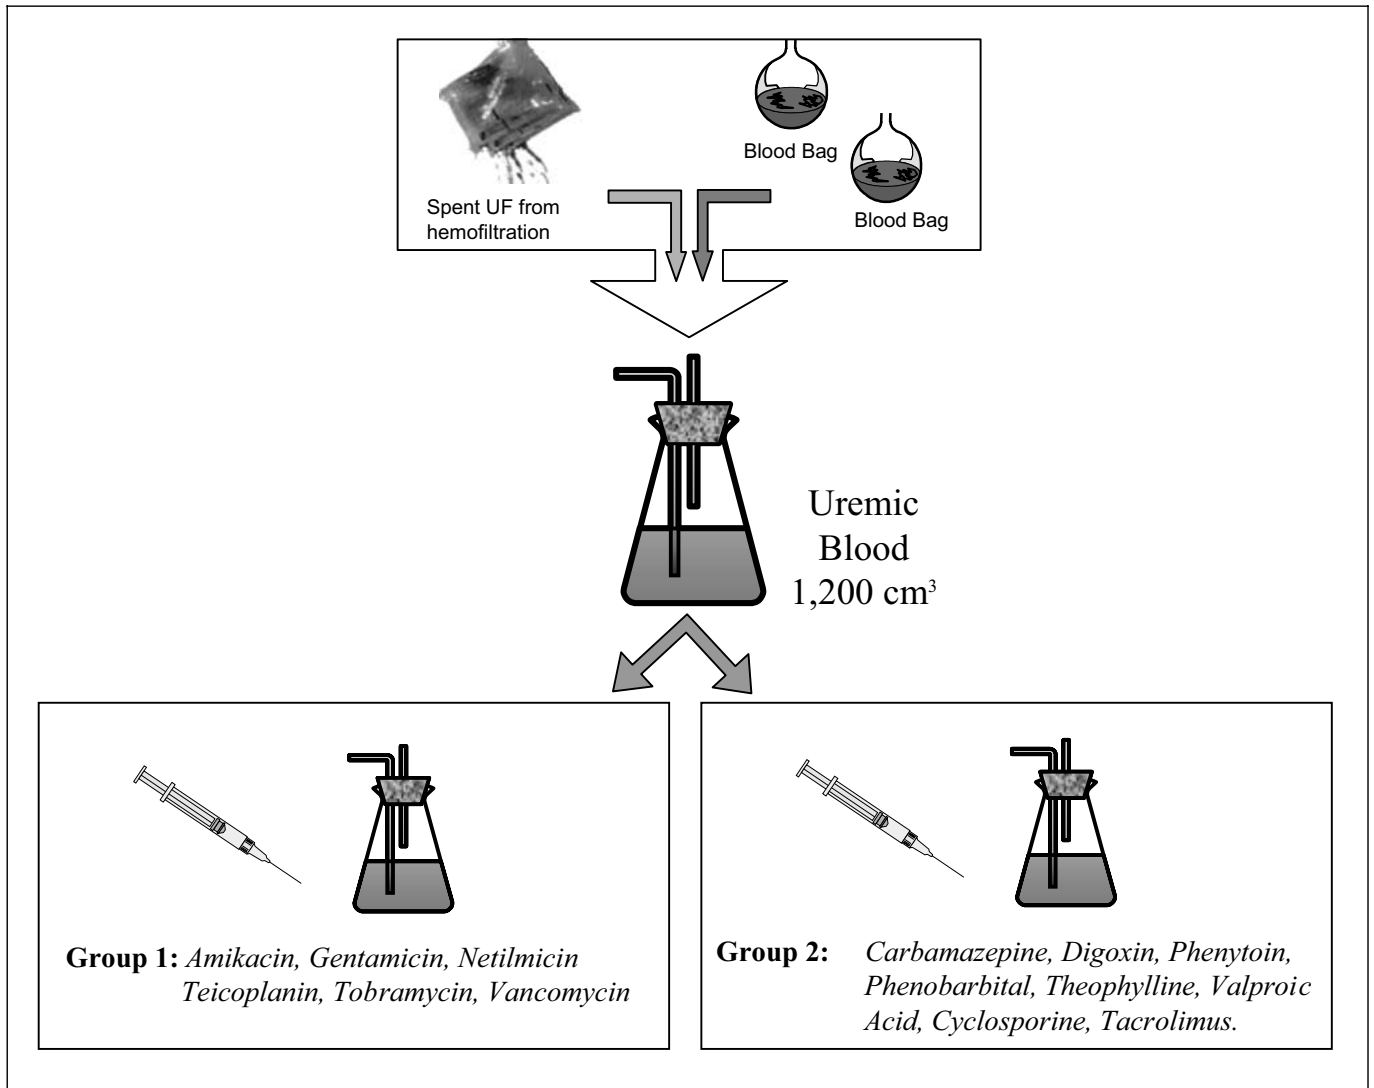 Blood Bag
Blood Bag
Spent UF from
hemofiltration
Uremic
Blood
1,200 cm³
Group 1: Amikacin, Gentamicin, Netilmicin
Teicoplanin, Tobramycin, Vancomycin
Group 2: Carbamazepine, Digoxin, Phenytoin,
Phenobarbital, Theophylline, Valproic
Acid, Cyclosporine, Tacrolimus.